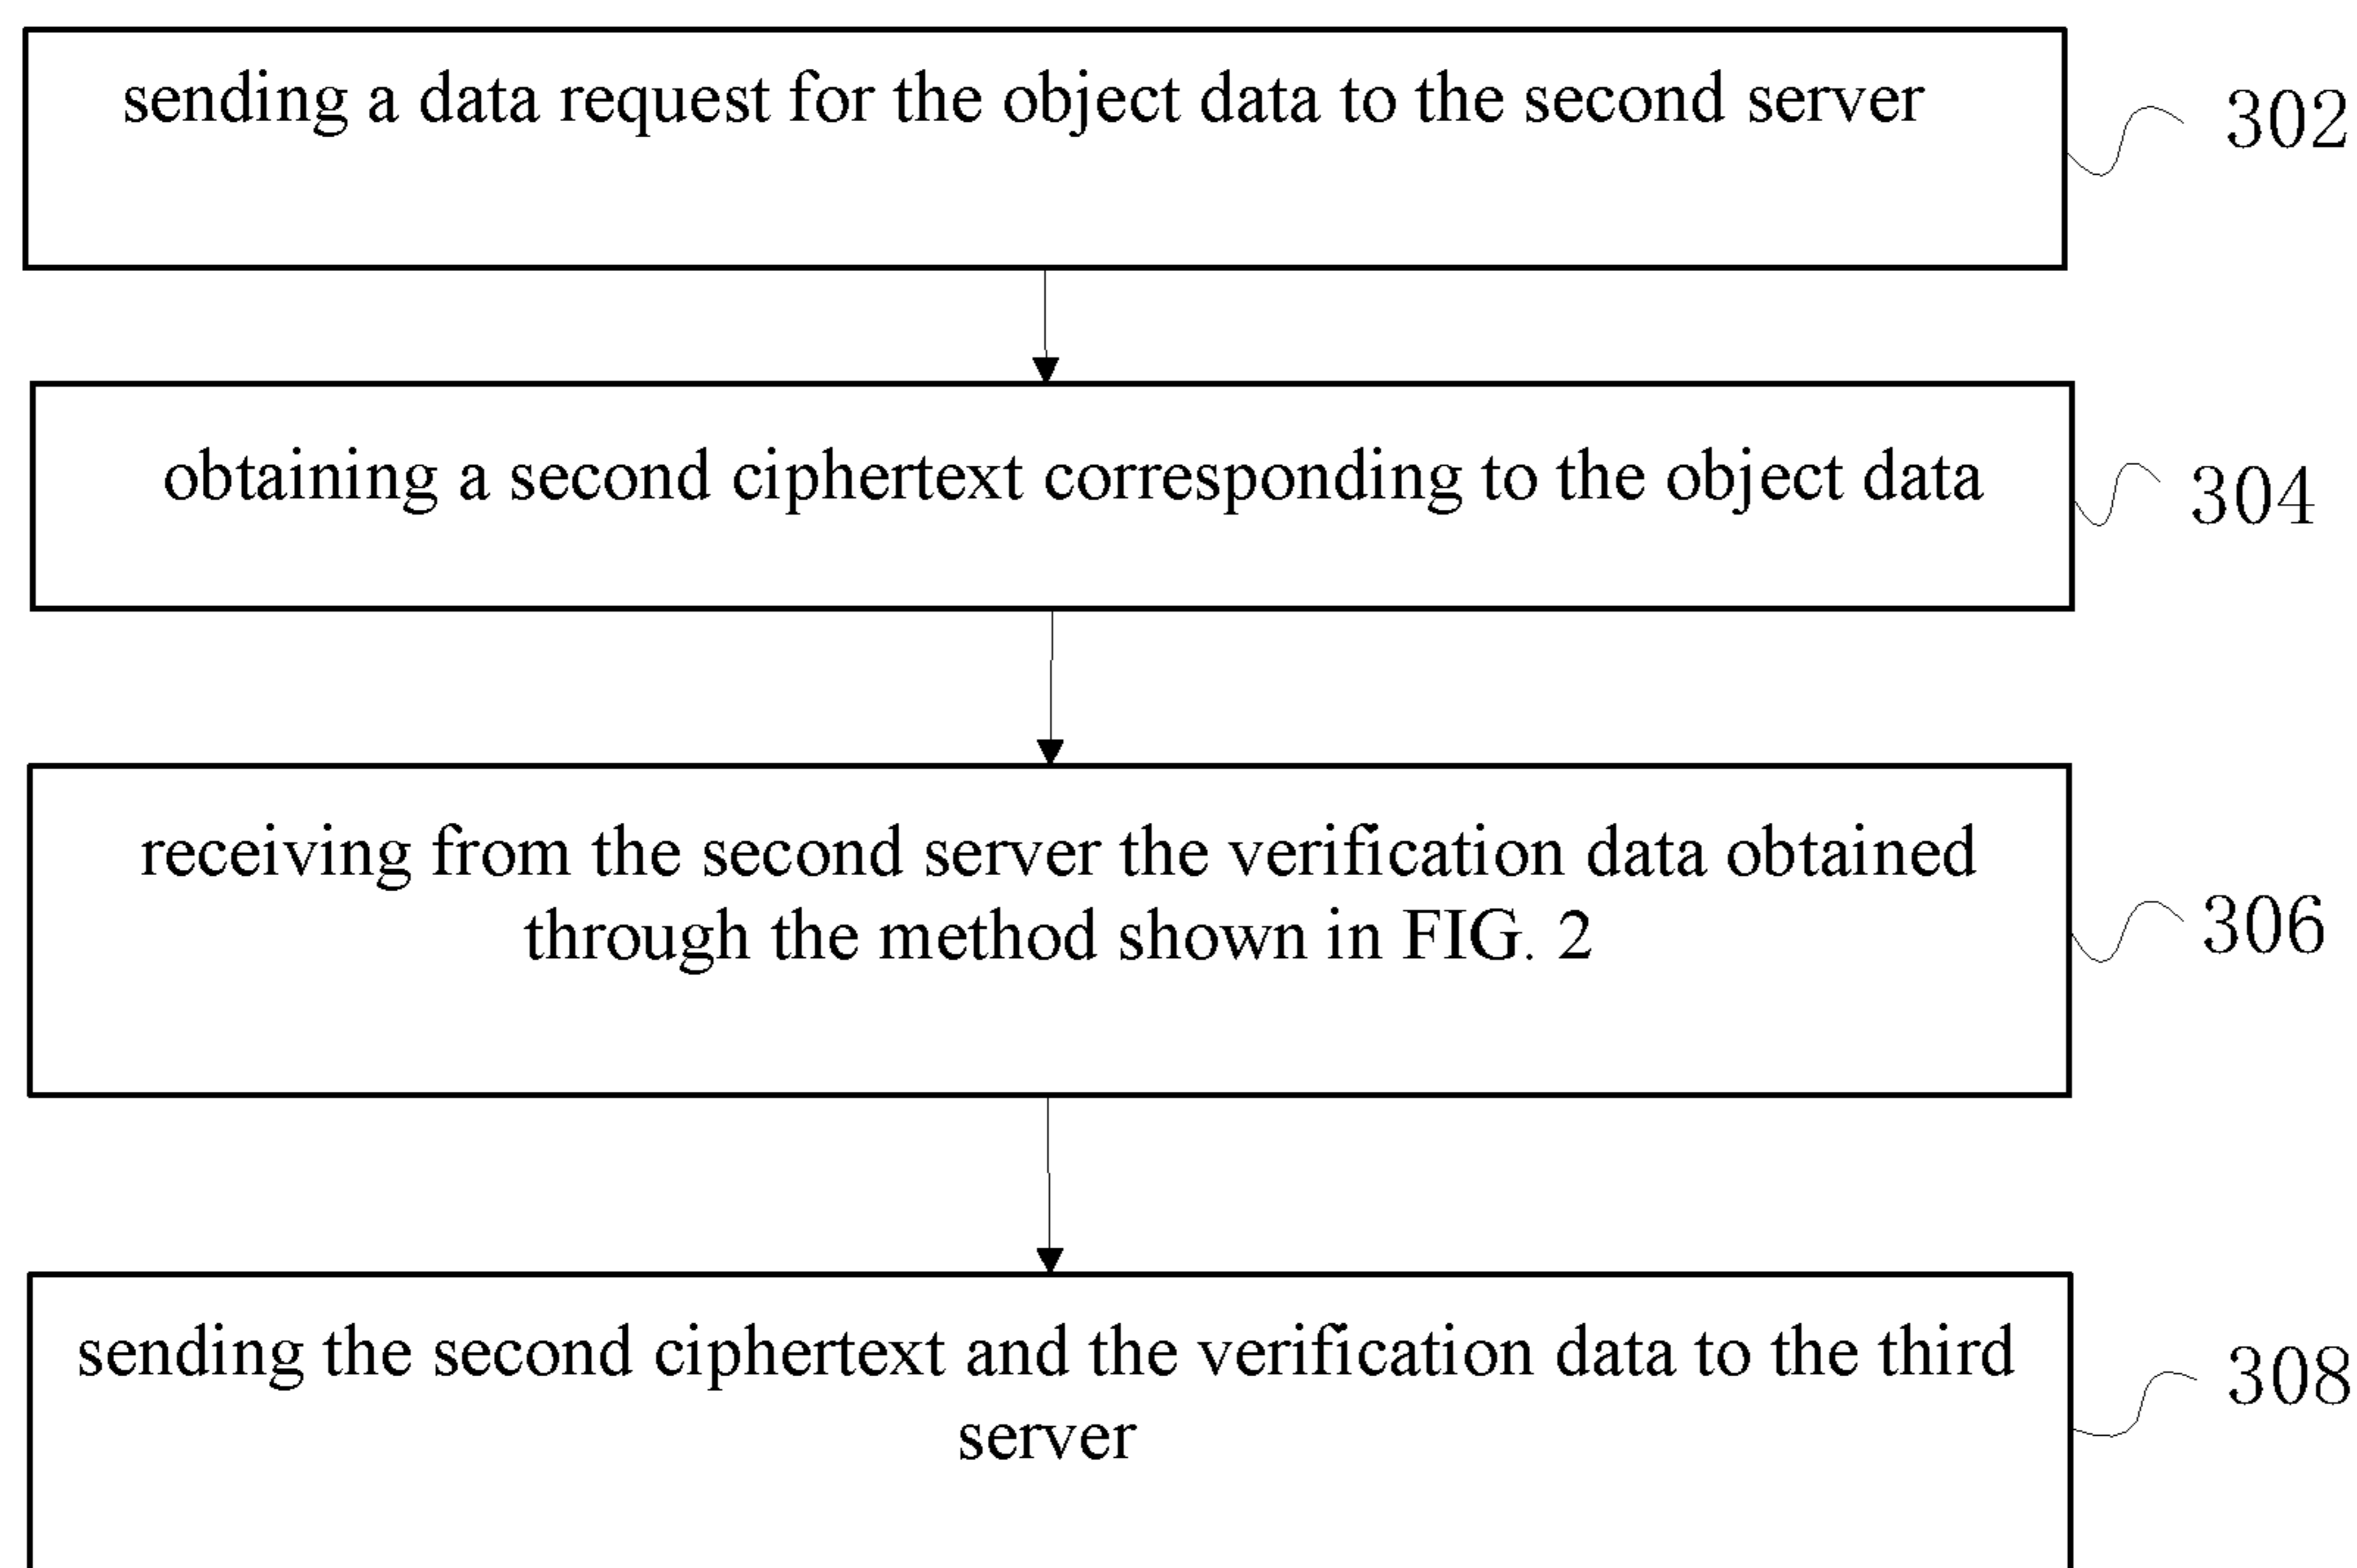 sending a data request for the object data to the second server
302
obtaining a second ciphertext corresponding to the object data
304
receiving from the second server the verification data obtained
through the method shown in FIG. 2
306
sending the second ciphertext and the verification data to the third
server
308